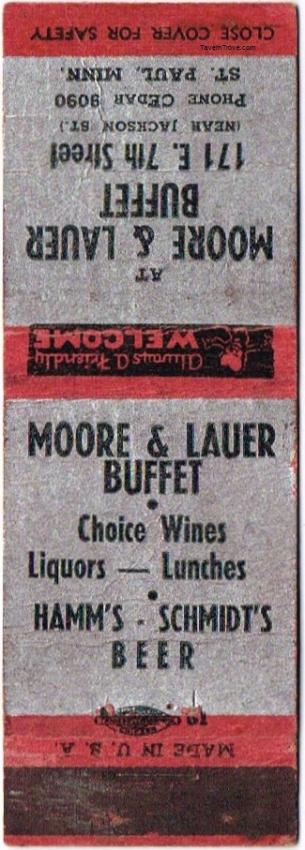 CLOSE COVER FOR SAFETY
TavernTrove.com
Always A Friendly
WELCOME
AT
MOORE & LAUER
BUFFET
171 E. 7th Street
(NEAR JACKSON ST.)
PHONE CEDAR 9090
ST. PAUL, MINN.
MOORE & LAUER
BUFFET
Choice Wines
Liquors — Lunches
HAMM'S - SCHMIDT'S
BEER
MADE IN U. S. A.